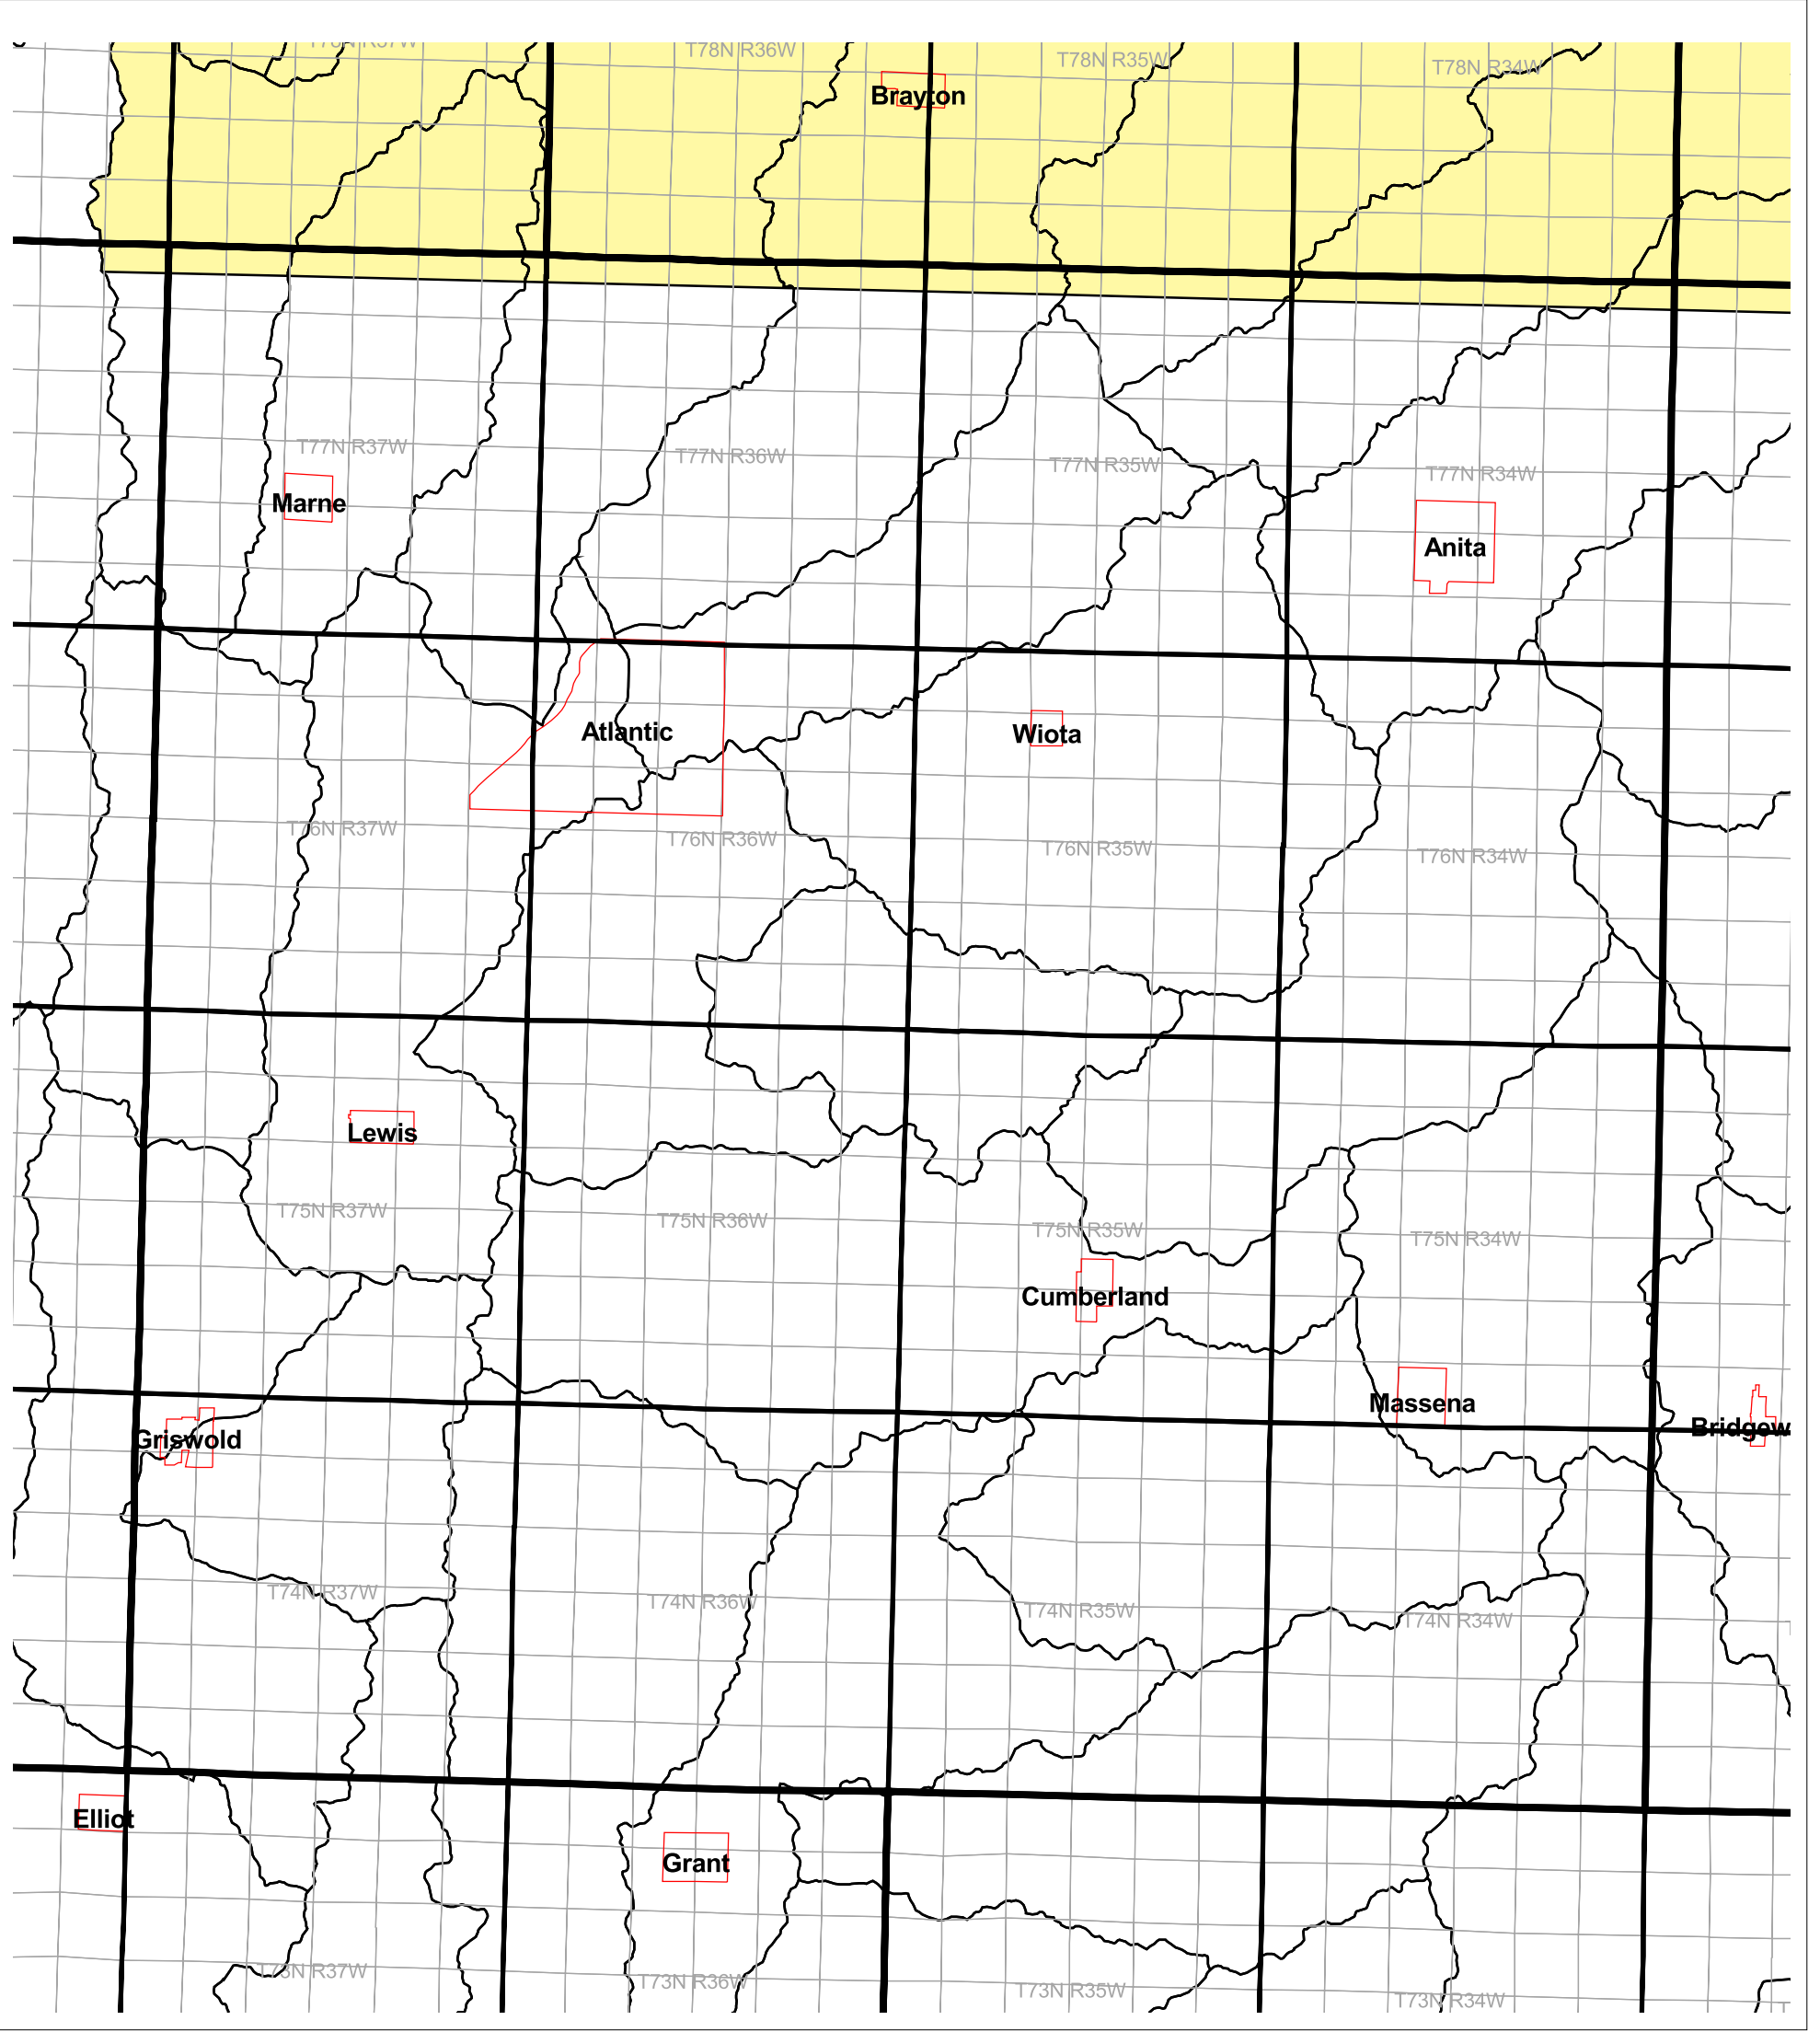 T78N R37W
T78N R36W
T78N R35W
T78N R34W
Brayton
T77N R37W
T77N R36W
T77N R35W
T77N R34W
Marne
Anita
Atlantic
Wiota
T76N R37W
T76N R36W
T76N R35W
T76N R34W
Lewis
T75N R37W
T75N R36W
T75N R35W
T75N R34W
Cumberland
Massena
Griswold
Bridgew
T74N R37W
T74N R36W
T74N R35W
T74N R34W
Elliot
Grant
T73N R37W
T73N R36W
T73N R35W
T73N R34W
T